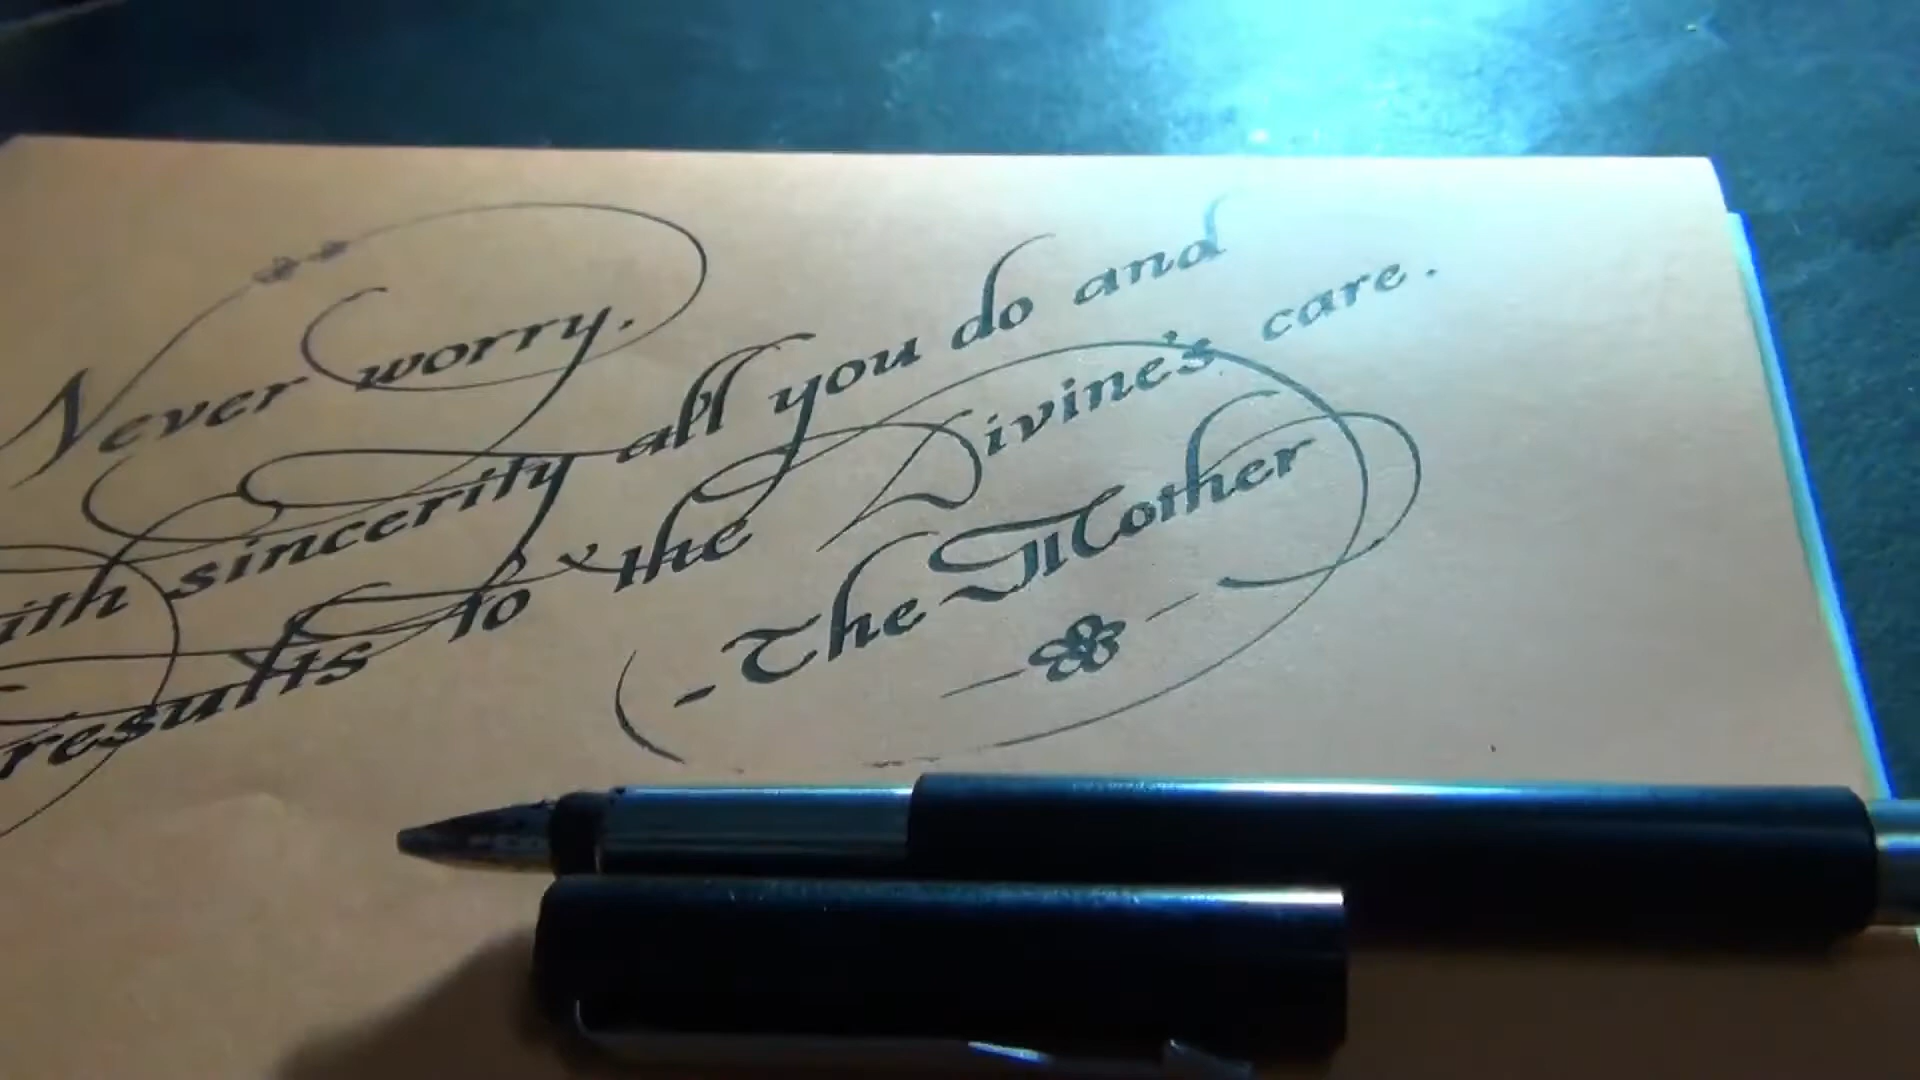 Never worry.
ith sincerity all you do and
results to the Divine's care.
-The Mother